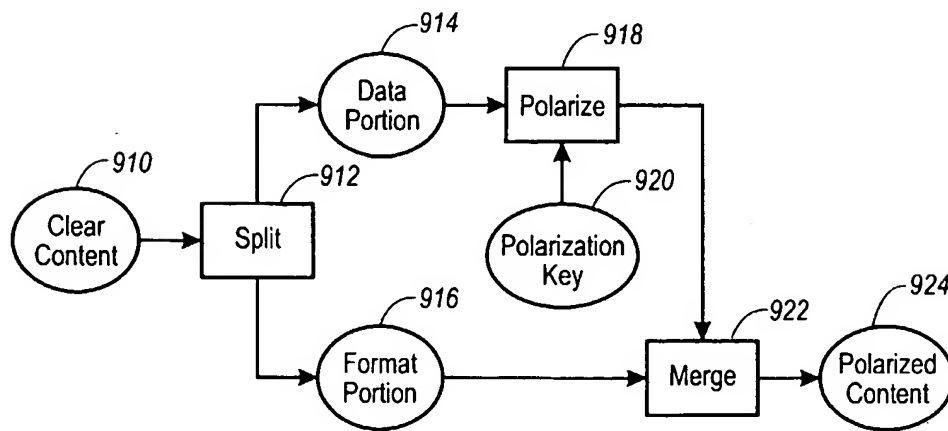 914
Data
Portion
918
Polarize
910
Clear
Content
912
Split
920
Polarization
Key
916
Format
Portion
922
Merge
924
Polarized
Content